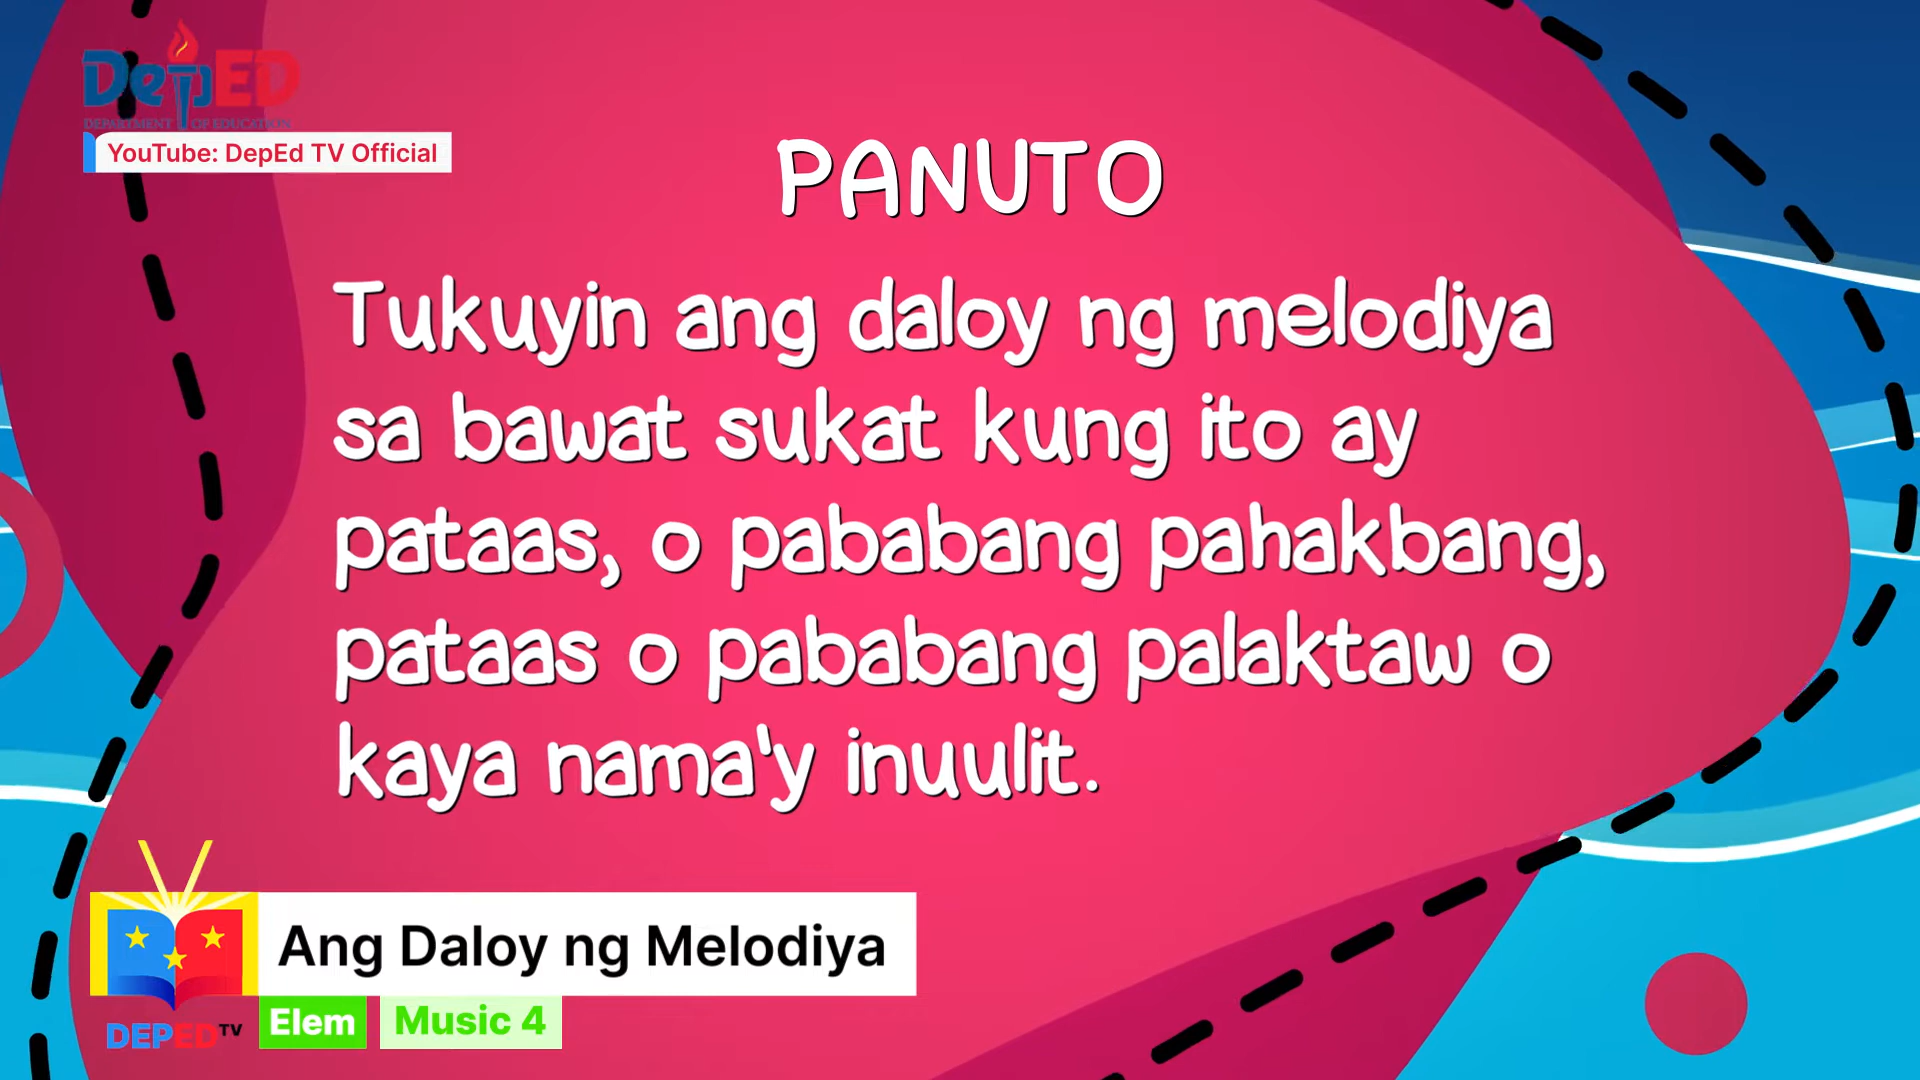 DepED
DEPARTMENT OF EDUCATION
YouTube: DepEd TV Official
PANUTO
Tukuyin ang daloy ng melodiya
sa bawat sukat kung ito ay
pataas, o pababang pahakbang,
pataas o pababang palaktaw o
kaya nama'y inuulit.
Ang Daloy ng Melodiya
DEPED TV
Elem
Music 4